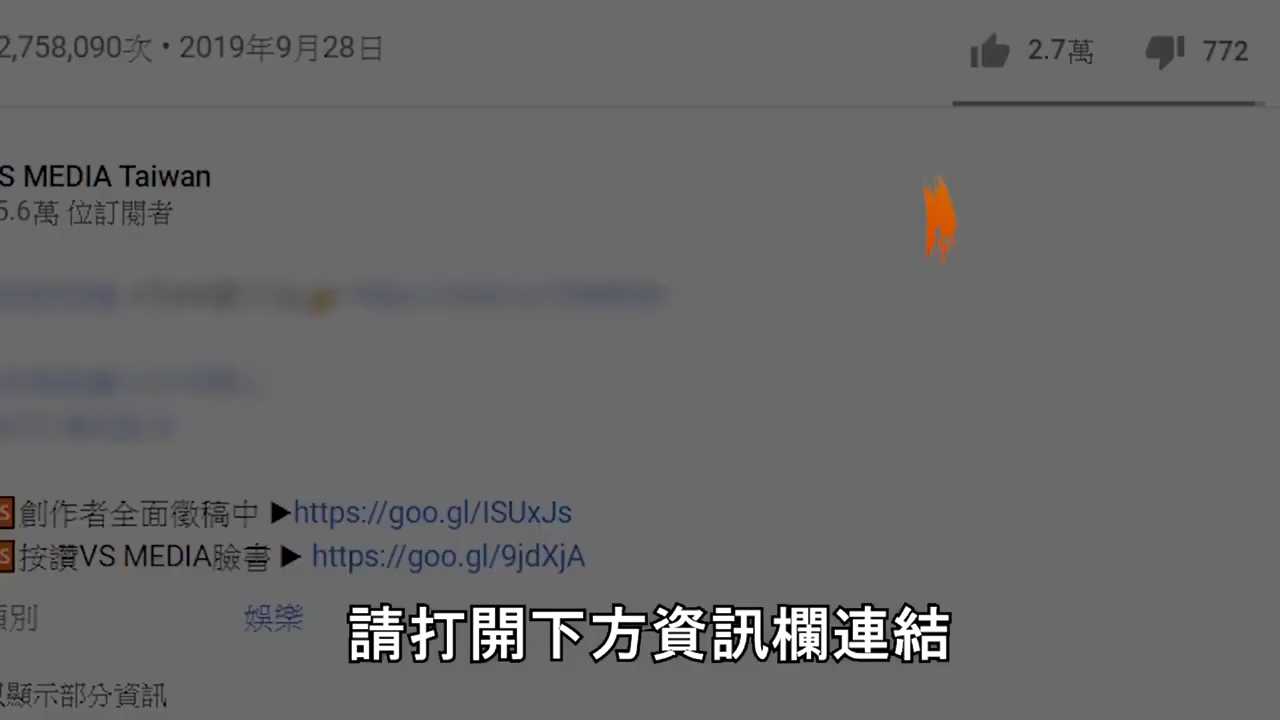 2,758,090次 • 2019年9月28日
2.7萬
772
S MEDIA Taiwan
5.6萬 位訂閱者
創作者全面徵稿中 ▶https://goo.gl/ISUxJs
按讚VS MEDIA臉書 ▶ https://goo.gl/9jdXjA
類別 娛樂
請打開下方資訊欄連結
只顯示部分資訊